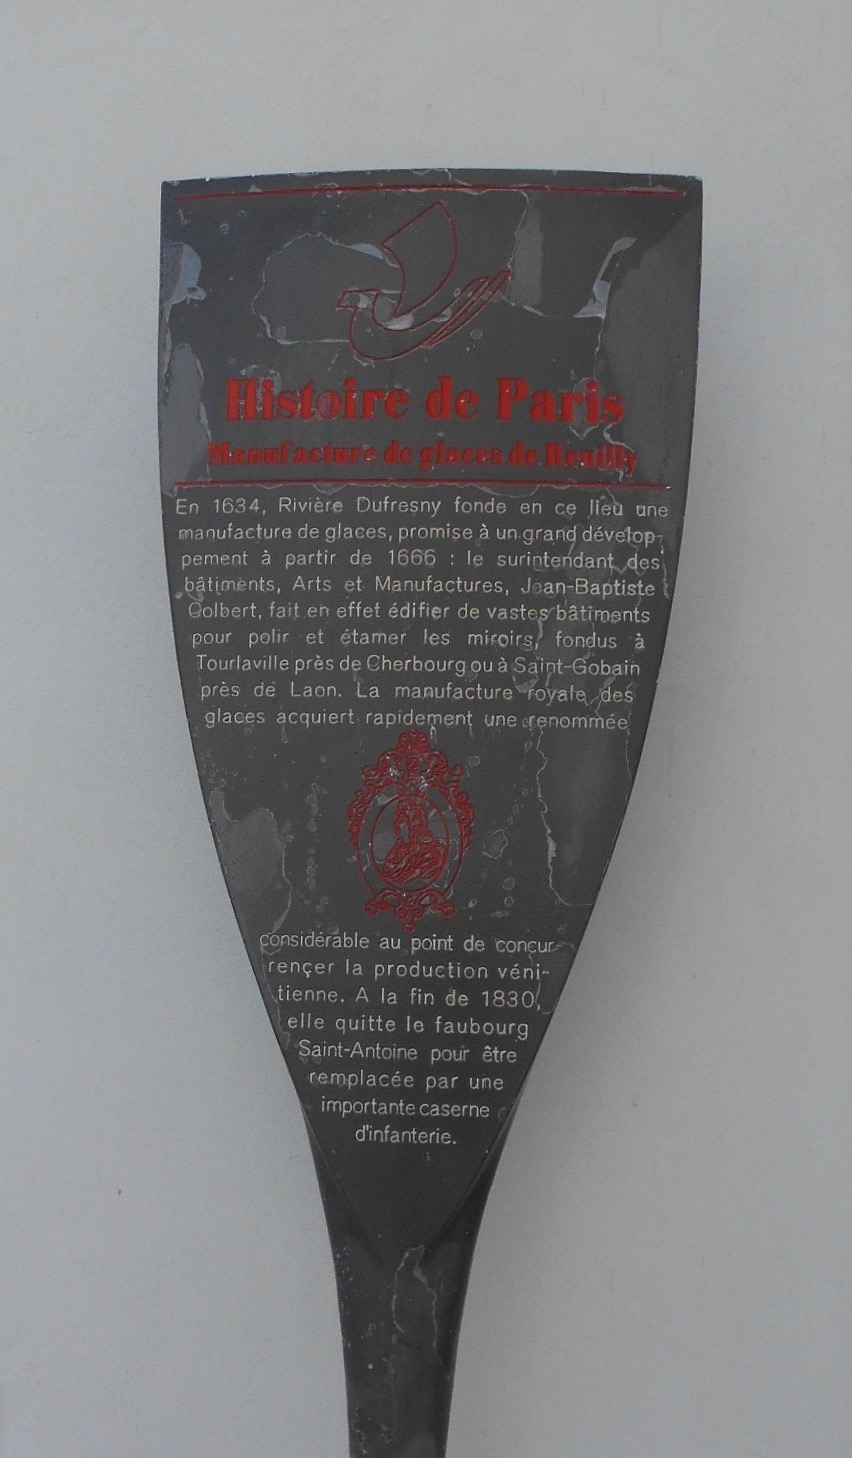 Histoire de Paris
Manufacture de glaces de Reuilly
En 1634, Rivière Dufresny fonde en ce lieu une
manufacture de glaces, promise à un grand dévelop-
pement à partir de 1666 : le surintendant des
bâtiments, Arts et Manufactures, Jean-Baptiste
Colbert, fait en effet édifier de vastes bâtiments
pour polir et étamer les miroirs, fondus à
Tourlaville près de Cherbourg ou à Saint-Gobain
près de Laon. La manufacture royale des
glaces acquiert rapidement une renommée
considérable au point de concur-
rençer la production véni-
tienne. A la fin de 1830,
elle quitte le faubourg
Saint-Antoine pour être
remplacée par une
importante caserne
d'infanterie.